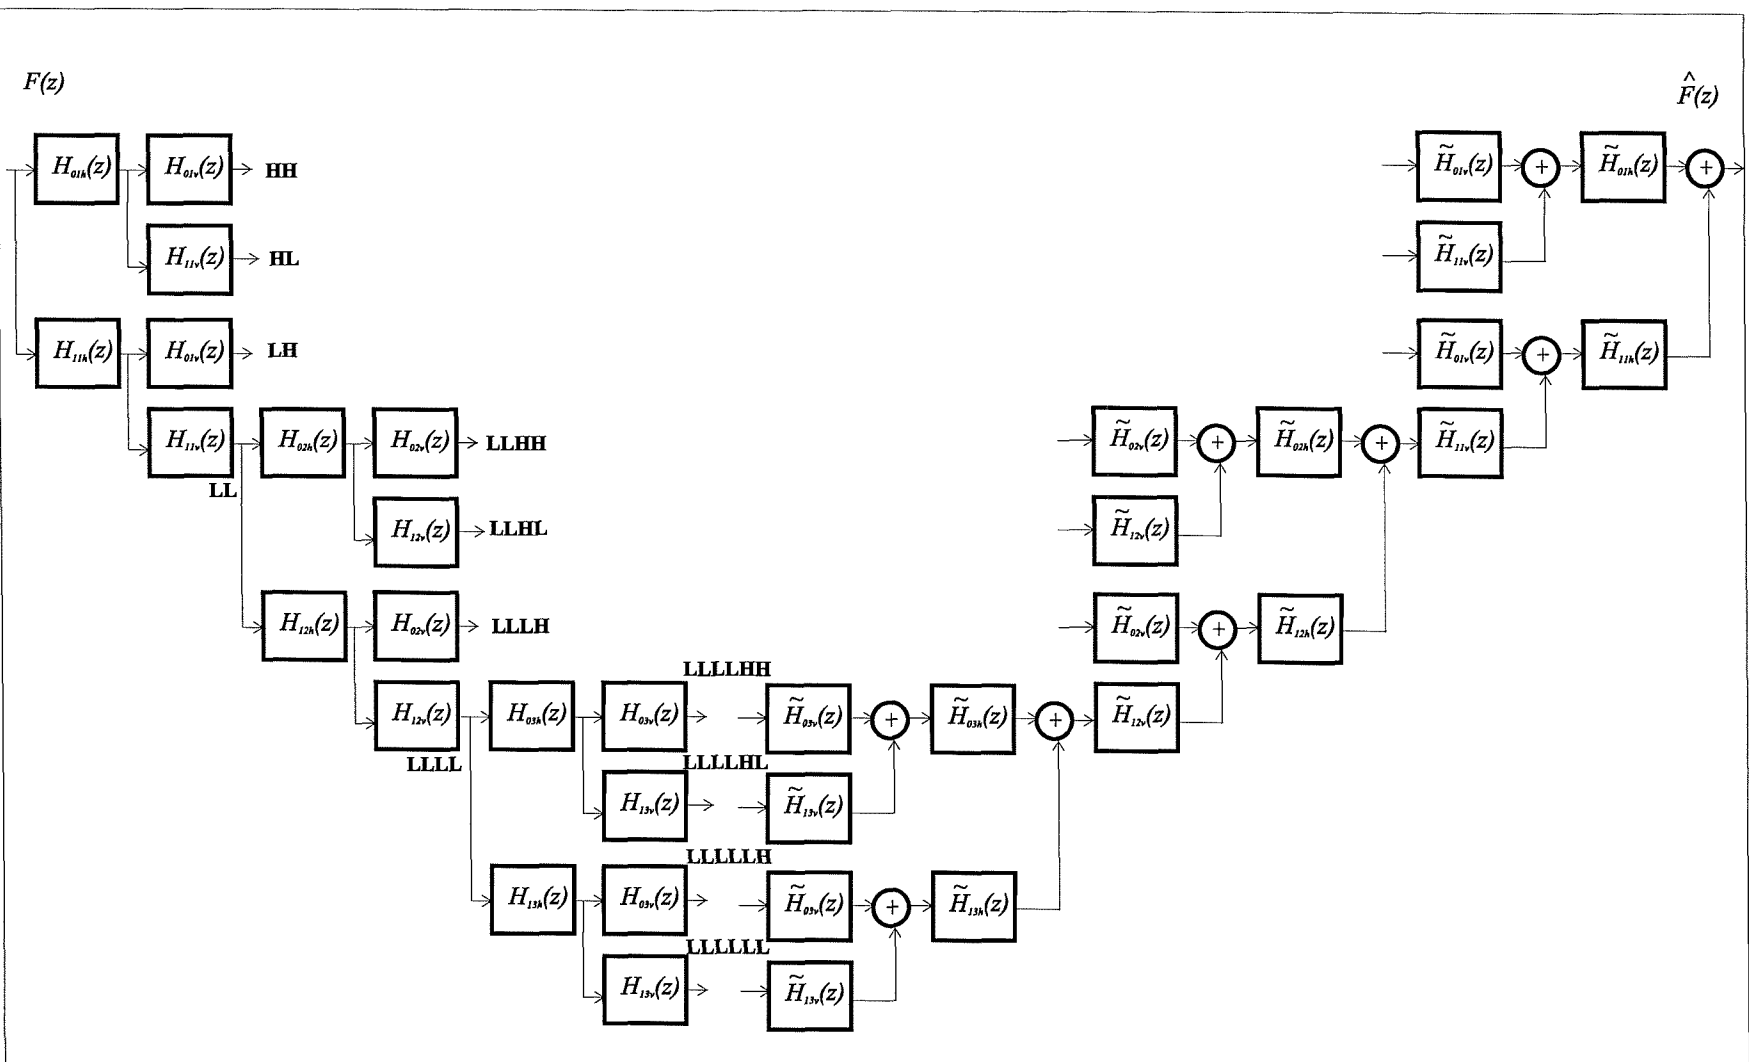 F(z)
F̂(z)
H₀₁ₕ(z) H₀₁ᵥ(z) HH H̃₀₁ᵥ(z) + H̃₀₁ₕ(z) +
H₁₁ᵥ(z) HL H̃₁₁ᵥ(z)
H₁₁ₕ(z) H₀₁ᵥ(z) LH H̃₀₁ᵥ(z) + H̃₁₁ₕ(z)
H₁₁ᵥ(z) H₀₂ₕ(z) H₀₂ᵥ(z) LLHH H̃₀₂ᵥ(z) + H̃₀₂ₕ(z) + H̃₁₁ᵥ(z)
LL
H₁₂ᵥ(z) LLHL H̃₁₂ᵥ(z)
H₁₂ₕ(z) H₀₂ᵥ(z) LLLH H̃₀₂ᵥ(z) + H̃₁₂ₕ(z)
LLLLHH
H₁₂ᵥ(z) H₀₃ₕ(z) H₀₃ᵥ(z) H̃₀₃ᵥ(z) + H̃₀₃ₕ(z) + H̃₁₂ᵥ(z)
LLLL LLLLHL
H₁₃ᵥ(z) H̃₁₃ᵥ(z)
LLLLLH
H₁₃ₕ(z) H₀₃ᵥ(z) H̃₀₃ᵥ(z) + H̃₁₃ₕ(z)
LLLLLL
H₁₃ᵥ(z) H̃₁₃ᵥ(z)